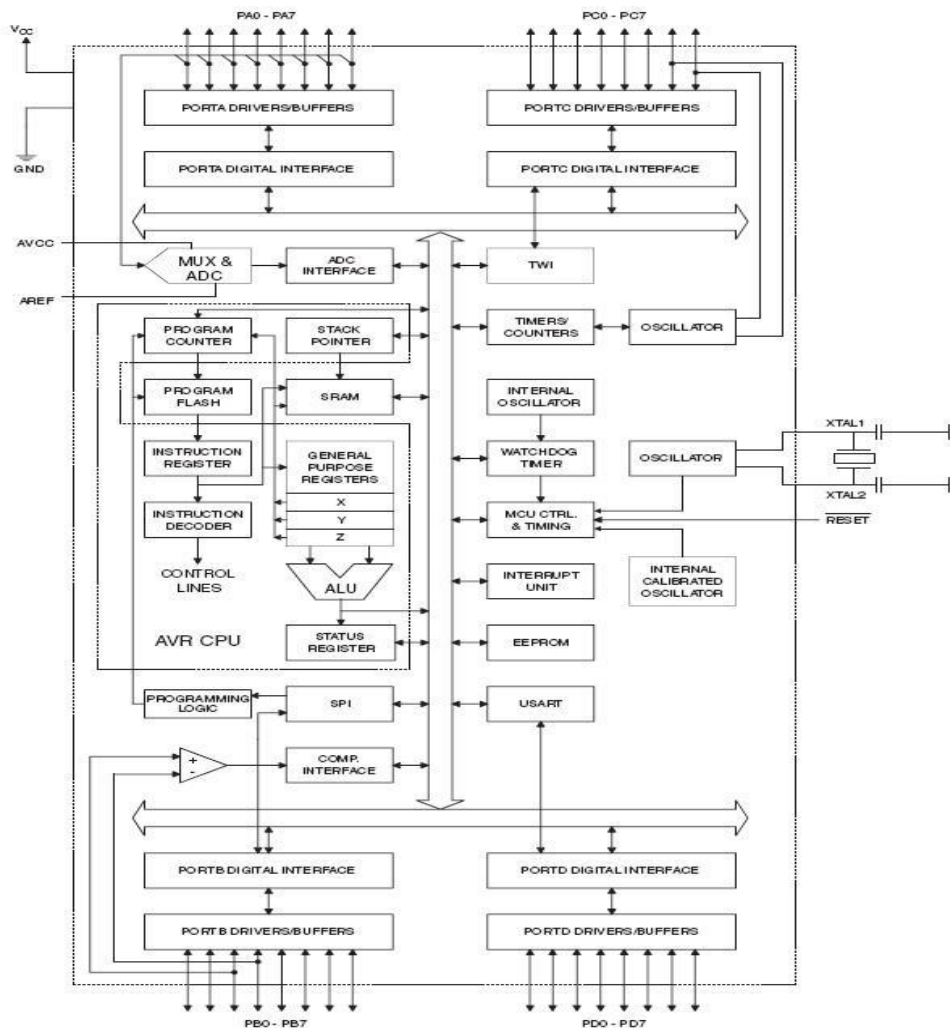 PA0 - PA7
PC0 - PC7
VCC
PORTA DRIVERS/BUFFERS
PORTC DRIVERS/BUFFERS
GND
PORTA DIGITAL INTERFACE
PORTC DIGITAL INTERFACE
AVCC
MUX &
ADC
ADC
INTERFACE
TWI
AREF
PROGRAM
COUNTER
STACK
POINTER
TIMERS/
COUNTERS
OSCILLATOR
PROGRAM
FLASH
SRAM
INTERNAL
OSCILLATOR
XTAL1
INSTRUCTION
REGISTER
GENERAL
PURPOSE
REGISTERS
WATCHDOG
TIMER
OSCILLATOR
XTAL2
X
INSTRUCTION
DECODER
Y
MCU CTRL.
& TIMING
RESET
Z
CONTROL
LINES
ALU
INTERRUPT
UNIT
INTERNAL
CALIBRATED
OSCILLATOR
AVR CPU
STATUS
REGISTER
EEPROM
PROGRAMMING
LOGIC
SPI
USART
+
-
COMP.
INTERFACE
PORTB DIGITAL INTERFACE
PORTD DIGITAL INTERFACE
PORTB DRIVERS/BUFFERS
PORTD DRIVERS/BUFFERS
PB0 - PB7
PD0 - PD7